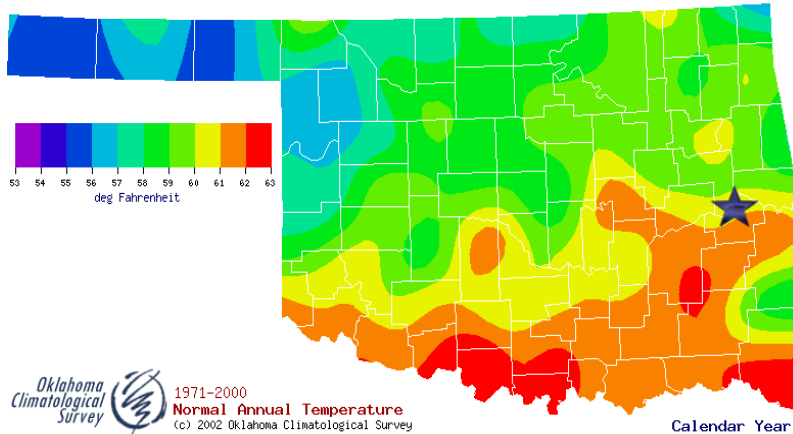 53 54 55 56 57 58 59 60 61 62 63
deg Fahrenheit
Oklahoma
Climatological
Survey
1971-2000
Normal Annual Temperature
(c) 2002 Oklahoma Climatological Survey
Calendar Year